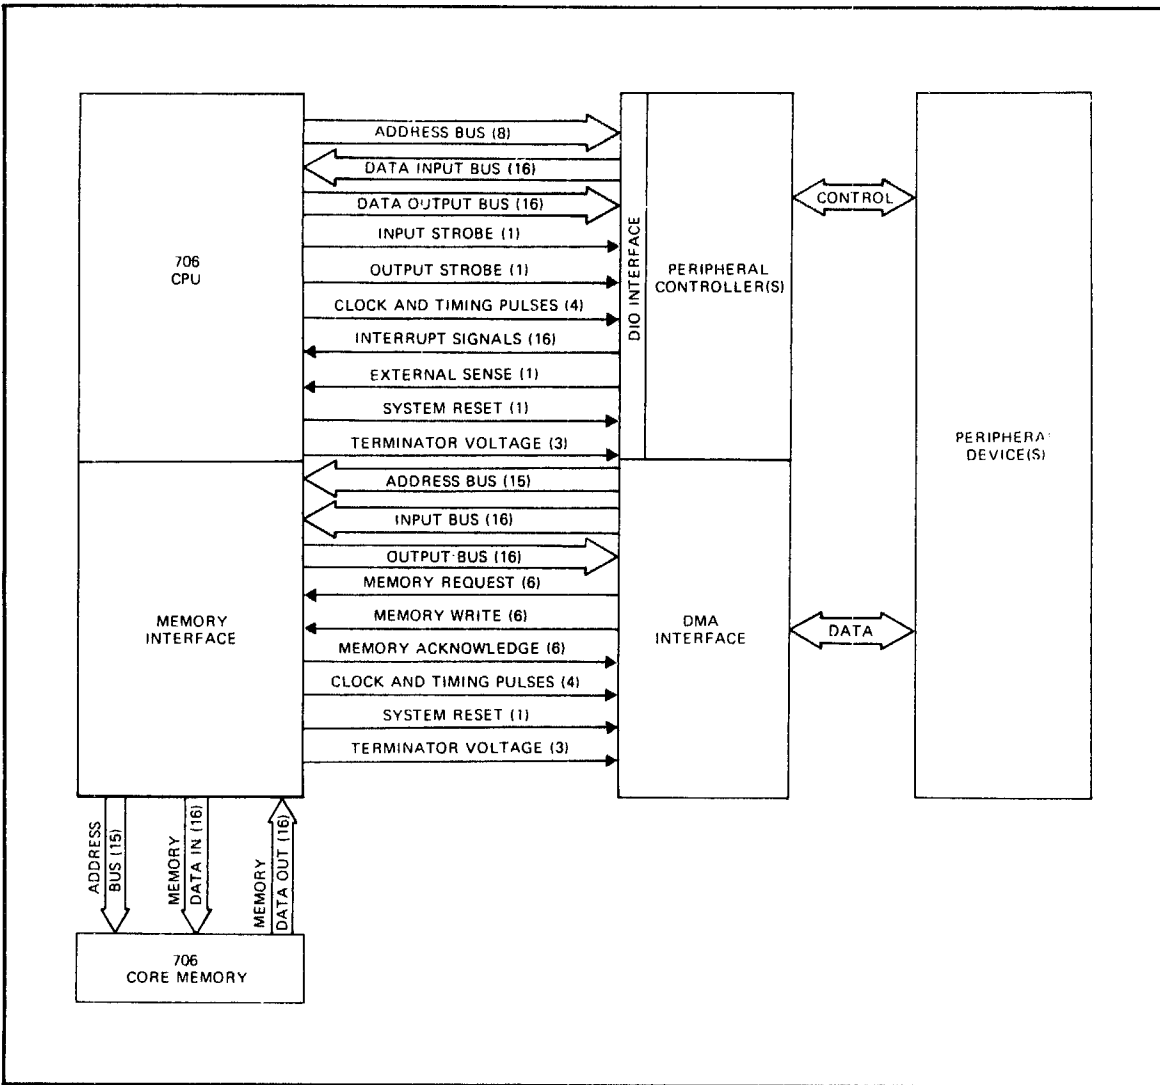 ADDRESS BUS (8)
DATA INPUT BUS (16)
DATA OUTPUT BUS (16)
INPUT STROBE (1)
OUTPUT STROBE (1)
CLOCK AND TIMING PULSES (4)
INTERRUPT SIGNALS (16)
EXTERNAL SENSE (1)
SYSTEM RESET (1)
TERMINATOR VOLTAGE (3)
706
CPU
DIO INTERFACE
PERIPHERAL
CONTROLLER(S)
CONTROL
PERIPHERA
DEVICE(S)
ADDRESS BUS (15)
INPUT BUS (16)
OUTPUT BUS (16)
MEMORY REQUEST (6)
MEMORY WRITE (6)
MEMORY ACKNOWLEDGE (6)
CLOCK AND TIMING PULSES (4)
SYSTEM RESET (1)
TERMINATOR VOLTAGE (3)
MEMORY
INTERFACE
DMA
INTERFACE
DATA
ADDRESS
BUS (15)
MEMORY
DATA IN (16)
MEMORY
DATA OUT (16)
706
CORE MEMORY